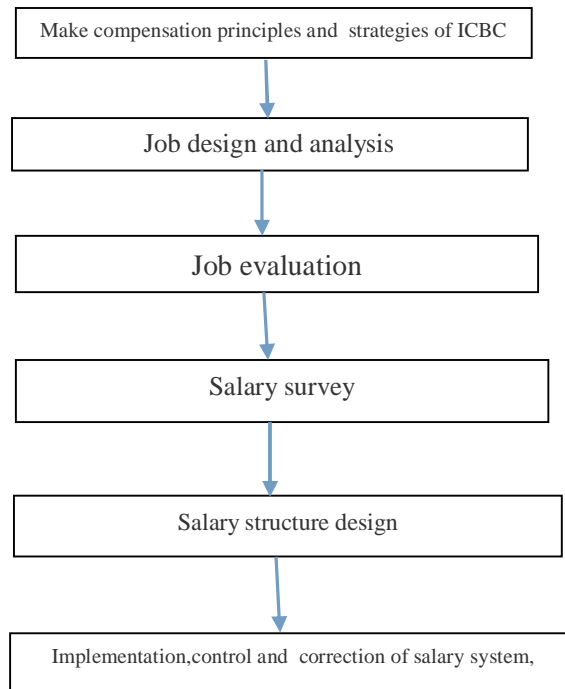 Make compensation principles and strategies of ICBC
Job design and analysis
Job evaluation
Salary survey
Salary structure design
Implementation,control and correction of salary system,